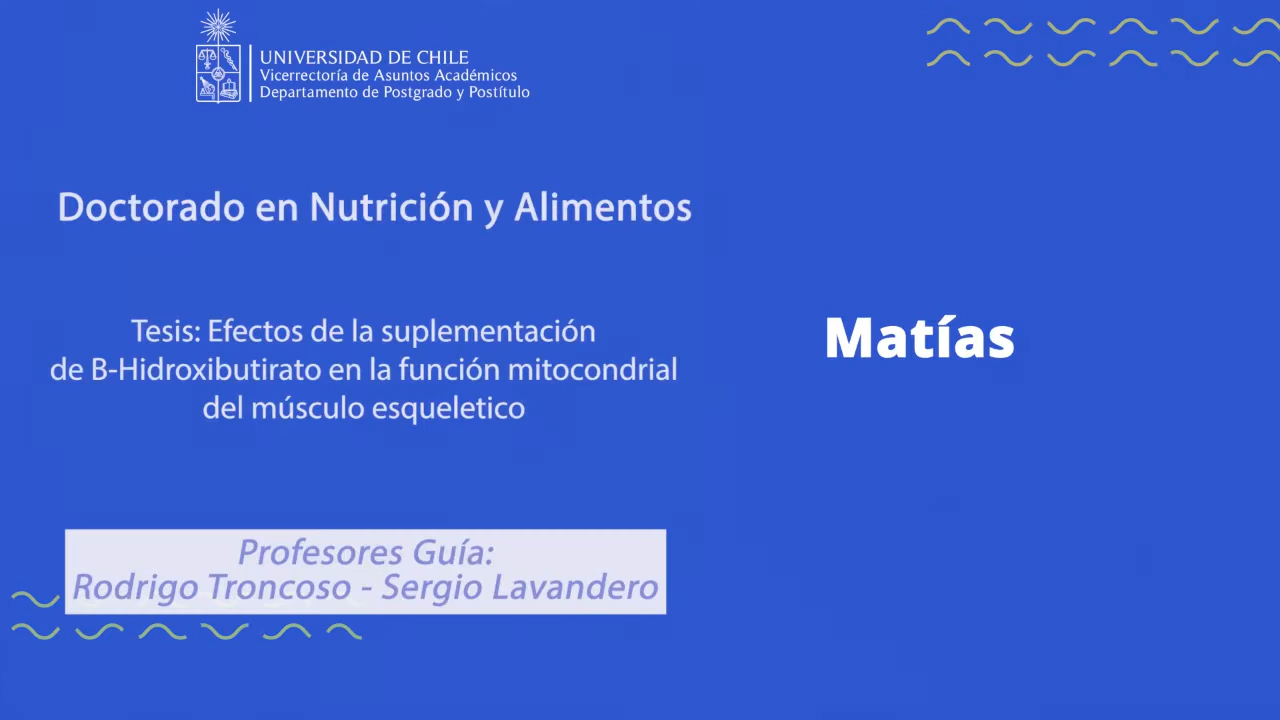 UNIVERSIDAD DE CHILE
Vicerrectoría de Asuntos Académicos
Departamento de Postgrado y Postítulo
Doctorado en Nutrición y Alimentos
Tesis: Efectos de la suplementación
de B-Hidroxibutirato en la función mitocondrial
del músculo esqueletico
Matías
Profesores Guía:
Rodrigo Troncoso - Sergio Lavandero